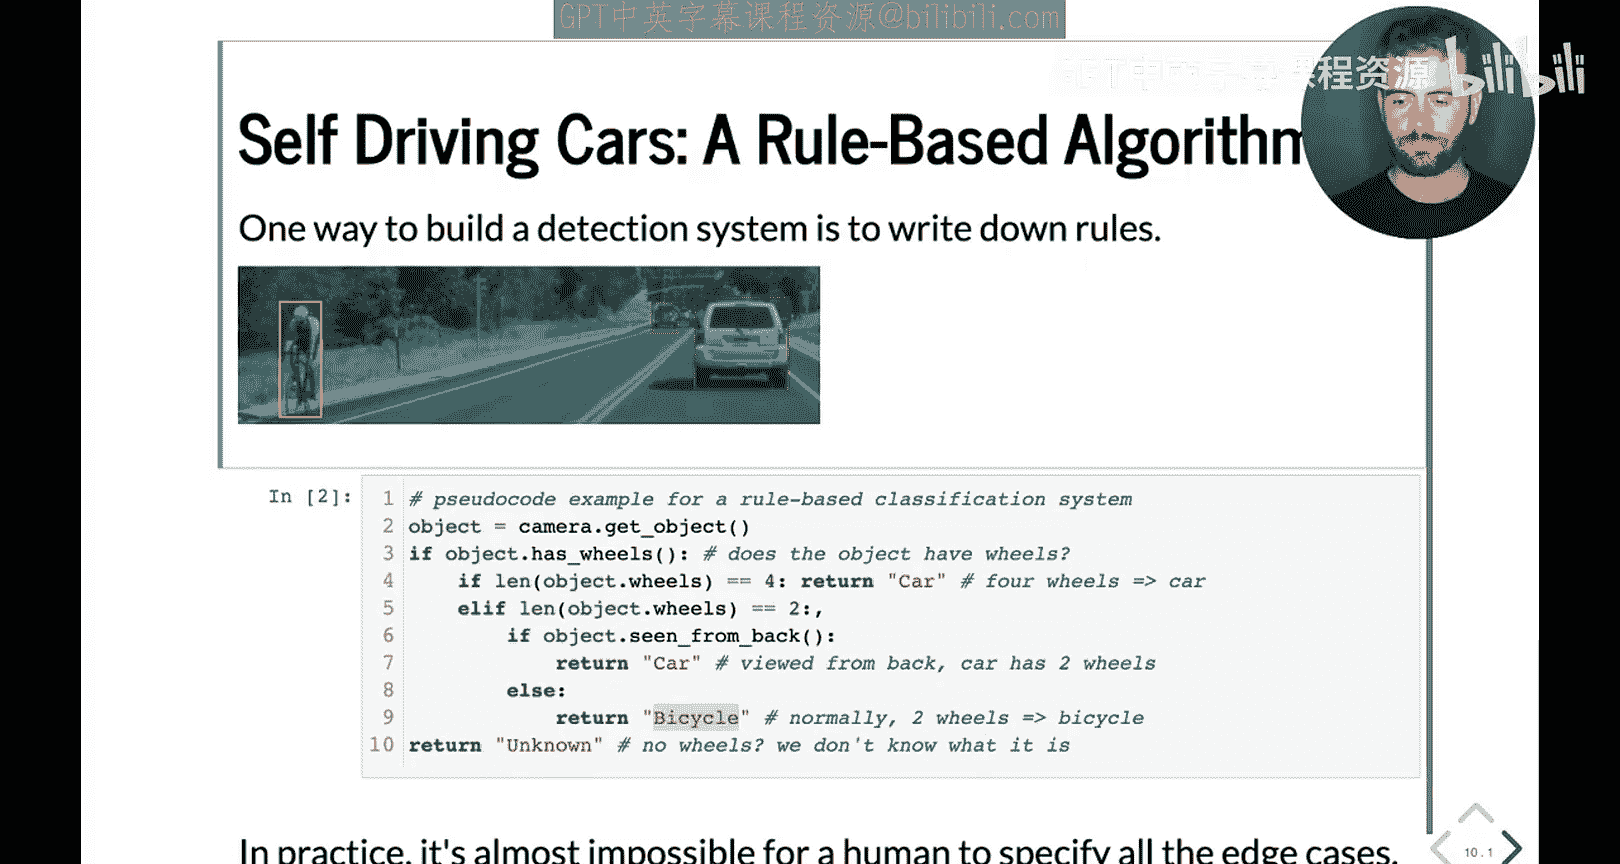 GPT中英字幕课程资源@bilibili.com
课程资源 bilibili
Self Driving Cars: A Rule-Based Algorithm
One way to build a detection system is to write down rules.
In [2]:
1 # pseudocode example for a rule-based classification system
2 object = camera.get_object()
3 if object.has_wheels(): # does the object have wheels?
4 if len(object.wheels) == 4: return "Car" # four wheels => car
5 elif len(object.wheels) == 2:,
6 if object.seen_from_back():
7 return "Car" # viewed from back, car has 2 wheels
8 else:
9 return "Bicycle" # normally, 2 wheels => bicycle
10 return "Unknown" # no wheels? we don't know what it is
In practice, it's almost impossible for a human to specify all the edge cases.
10.1